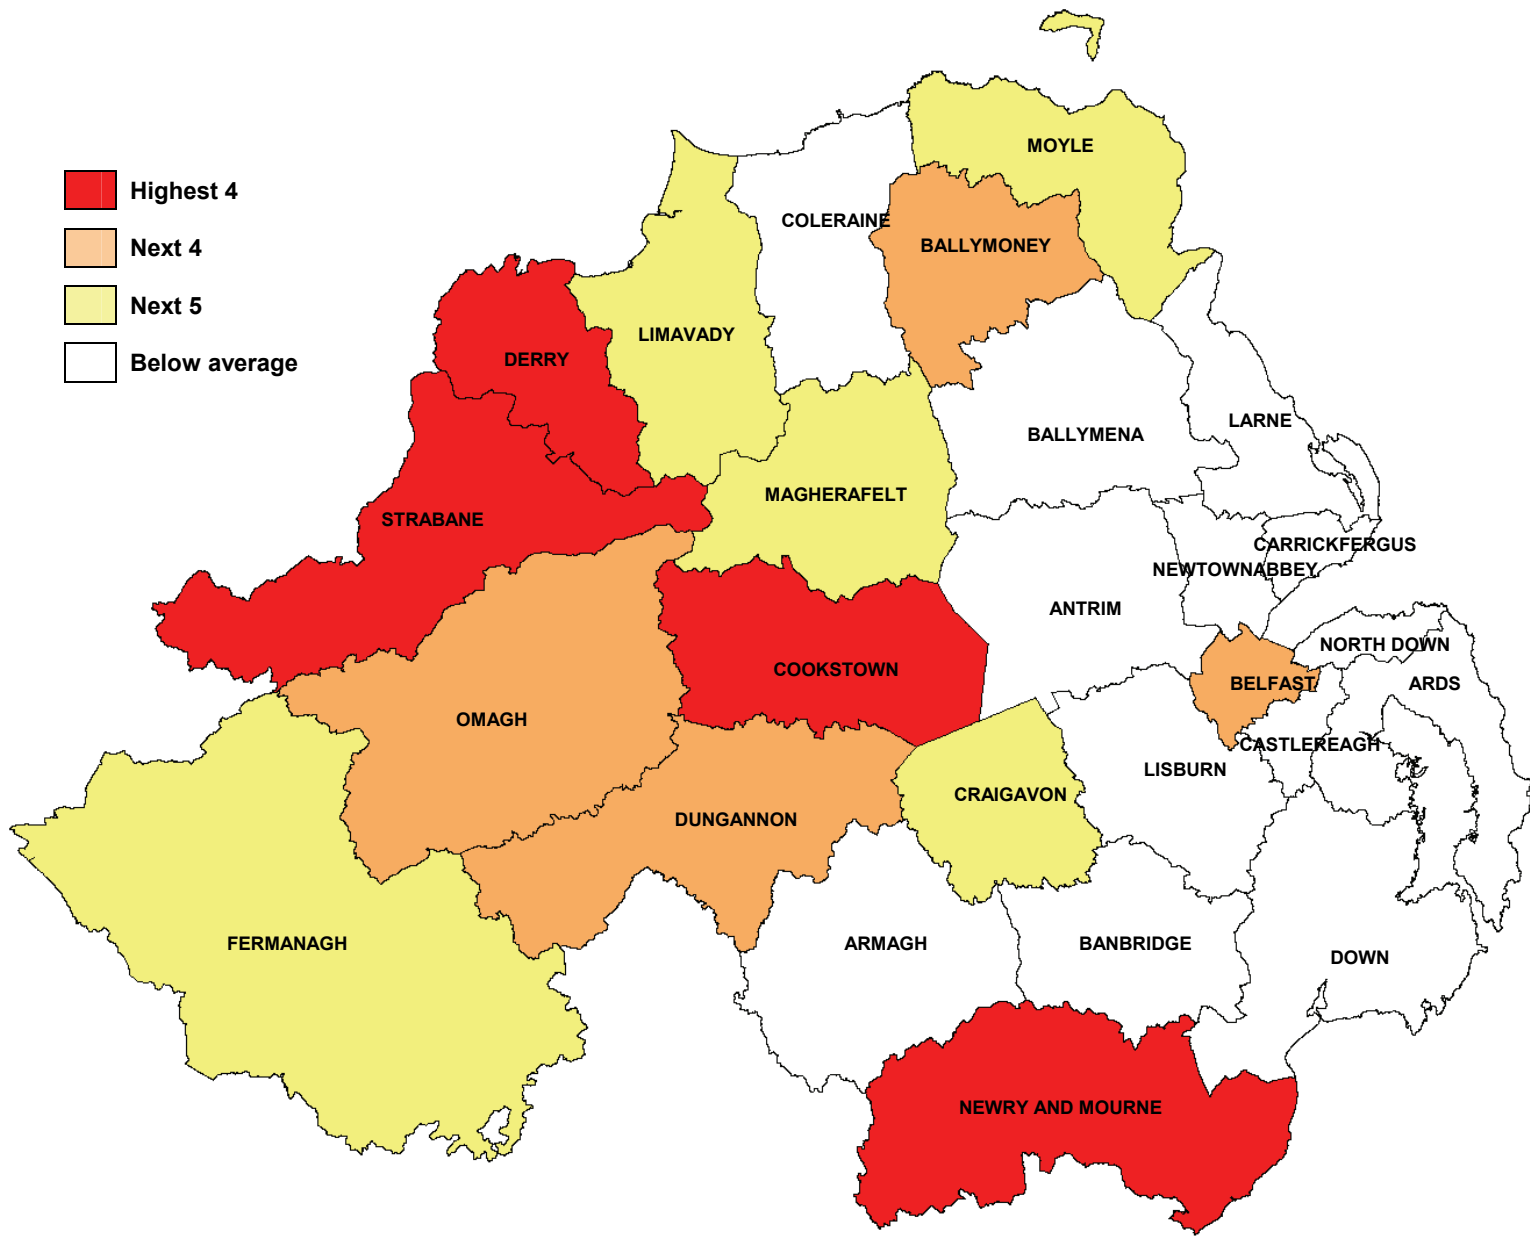 Highest 4
Next 4
Next 5
Below average
MOYLE
COLERAINE
BALLYMONEY
LIMAVADY
DERRY
LARNE
BALLYMENA
MAGHERAFELT
STRABANE
CARRICKFERGUS
NEWTOWNABBEY
ANTRIM
NORTH DOWN
COOKSTOWN
BELFAST
ARDS
OMAGH
CASTLEREAGH
LISBURN
CRAIGAVON
DUNGANNON
FERMANAGH
ARMAGH
BANBRIDGE
DOWN
NEWRY AND MOURNE